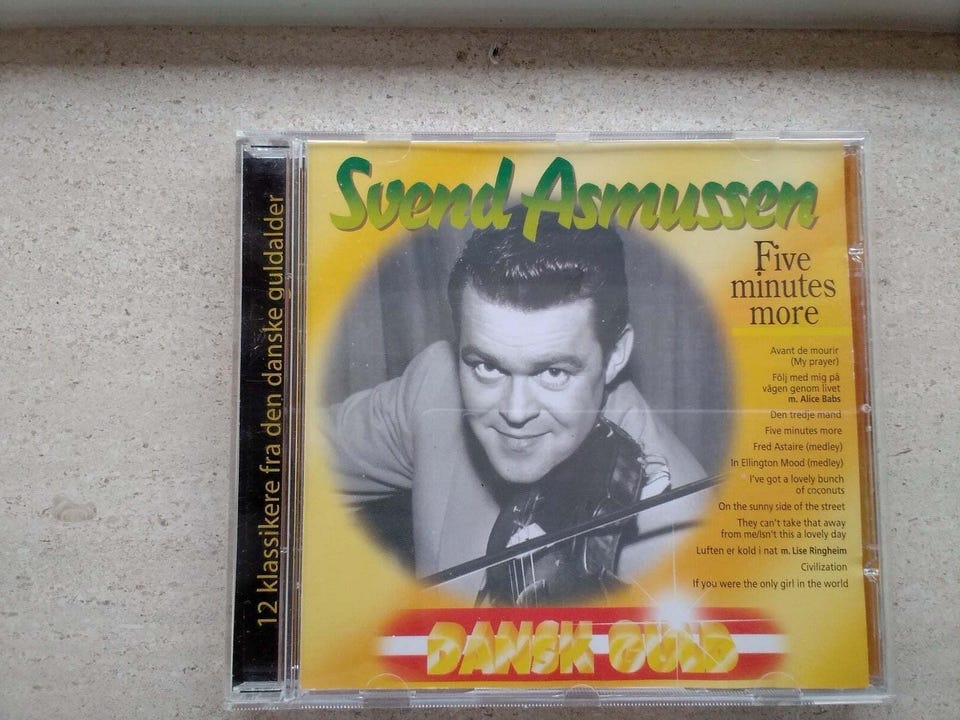 12 klassikere fra den danske guldalder
Svend Asmussen
Five
minutes
more
Avant de mourir
(My prayer)
Följ med mig på
vägen genom livet
m. Alice Babs
Den tredje mand
Five minutes more
Fred Astaire (medley)
In Ellington Mood (medley)
I've got a lovely bunch
of coconuts
On the sunny side of the street
They can't take that away
from me/Isn't this a lovely day
Luften er kold i nat m. Lise Ringheim
Civilization
If you were the only girl in the world
DANSK GULD